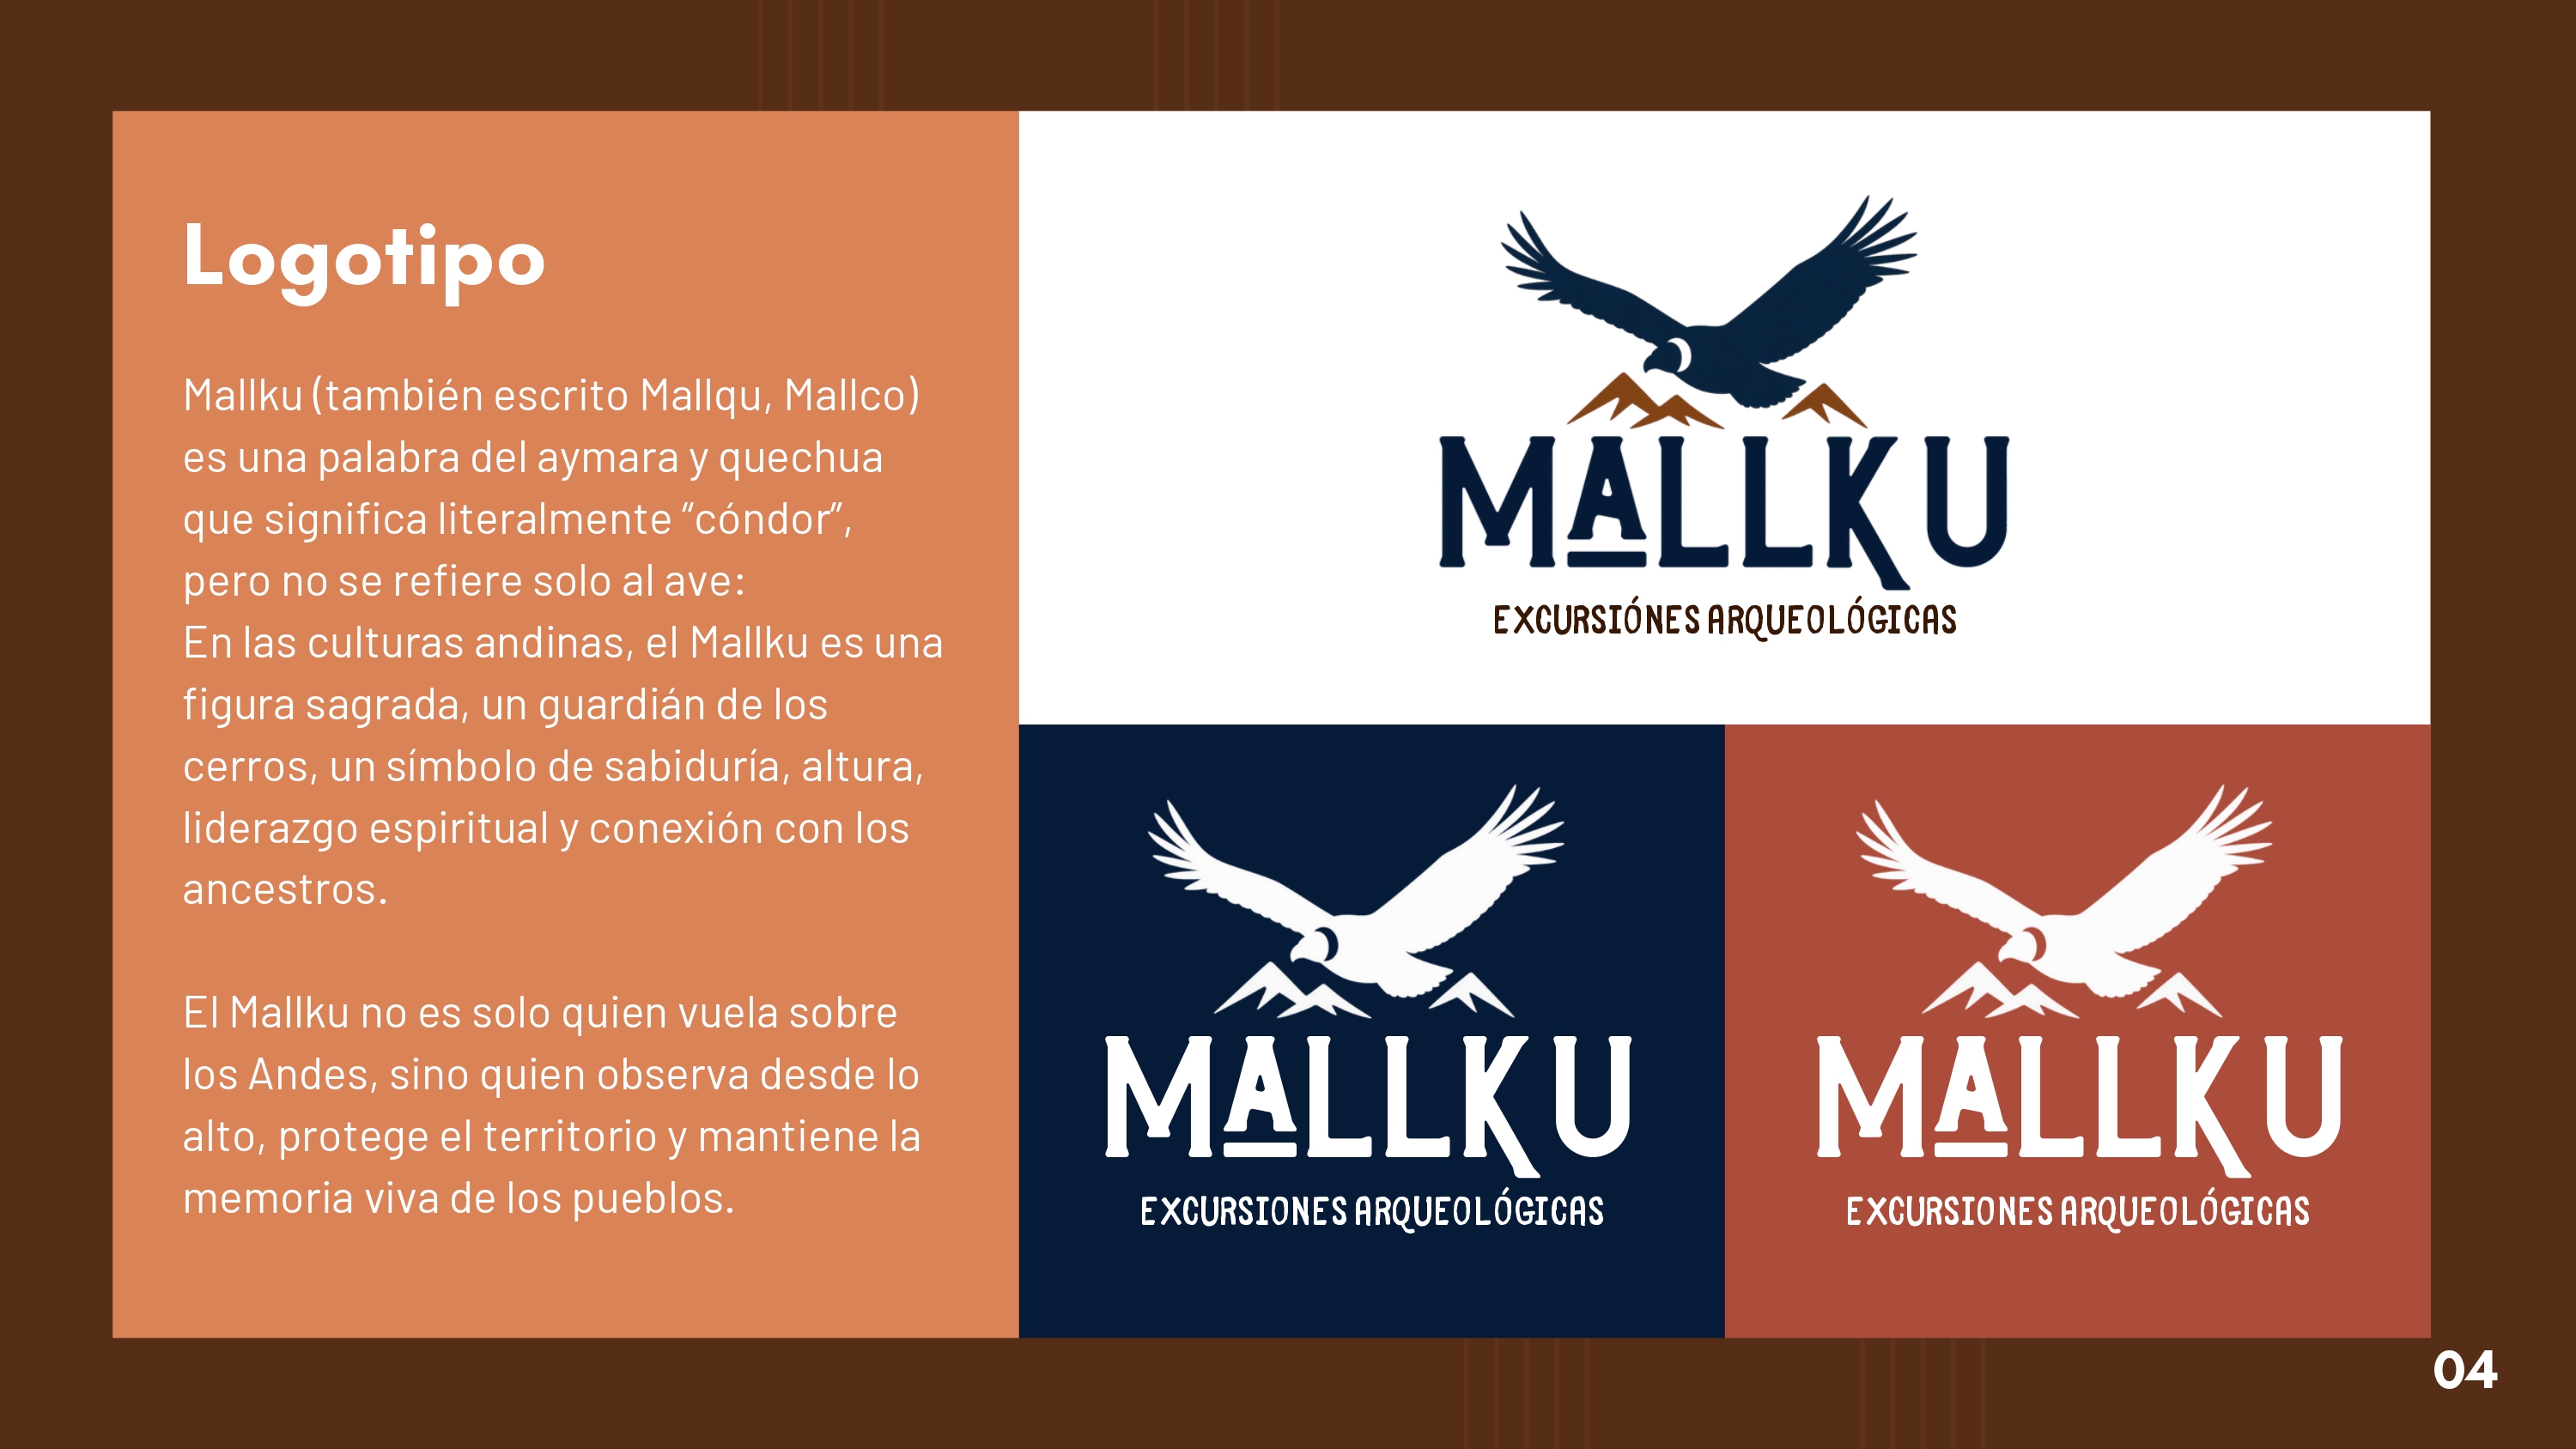 Logotipo
Mallku (también escrito Mallqu, Mallco)
es una palabra del aymara y quechua
que significa literalmente “cóndor”,
pero no se refiere solo al ave:
En las culturas andinas, el Mallku es una
figura sagrada, un guardián de los
cerros, un símbolo de sabiduría, altura,
liderazgo espiritual y conexión con los
ancestros.
El Mallku no es solo quien vuela sobre
los Andes, sino quien observa desde lo
alto, protege el territorio y mantiene la
memoria viva de los pueblos.
MALLKU
EXCURSIÓNES ARQUEOLÓGICAS
MALLKU
EXCURSIONES ARQUEOLÓGICAS
MALLKU
EXCURSIONES ARQUEOLÓGICAS
04